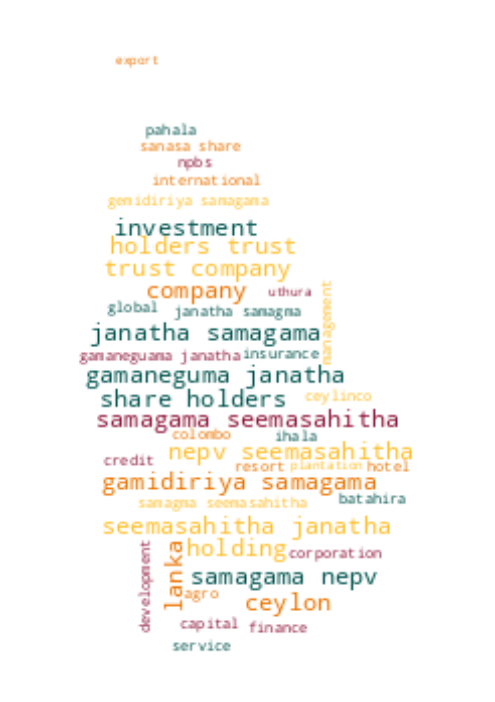 export
pahala
sanasa share
npbs
international
gemidiriya samagama
investment
holders trust
trust company
company
uthura
management
global
janatha samagma
janatha samagama
gamaneguama janatha
insurance
gamaneguma janatha
share holders
ceylinco
samagama seemasahitha
colombo
ihala
nepv seemasahitha
credit
resort
plantation
hotel
gamidiriya samagama
batahira
samagma seemasahitha
seemasahitha janatha
development
lanka
holding
corporation
samagama nepv
agro
ceylon
capital
finance
service